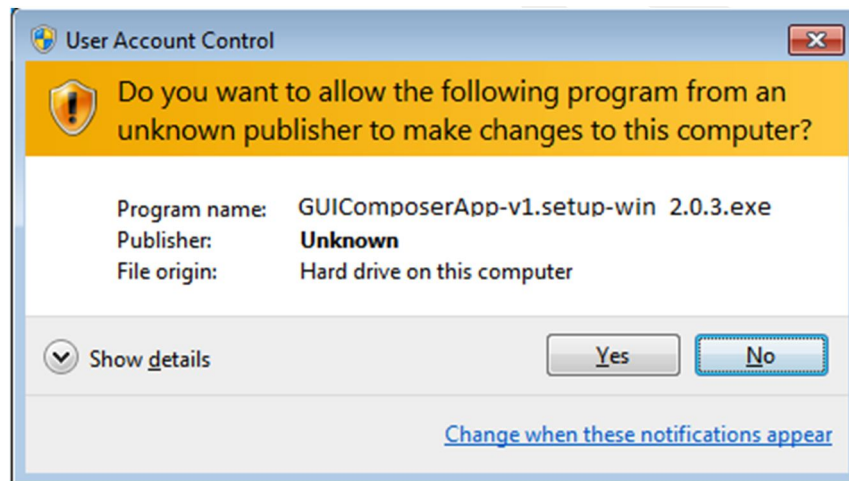 User Account Control
Do you want to allow the following program from an
unknown publisher to make changes to this computer?
Program name: GUIComposerApp-v1.setup-win 2.0.3.exe
Publisher: Unknown
File origin: Hard drive on this computer
Show details
Yes
No
Change when these notifications appear